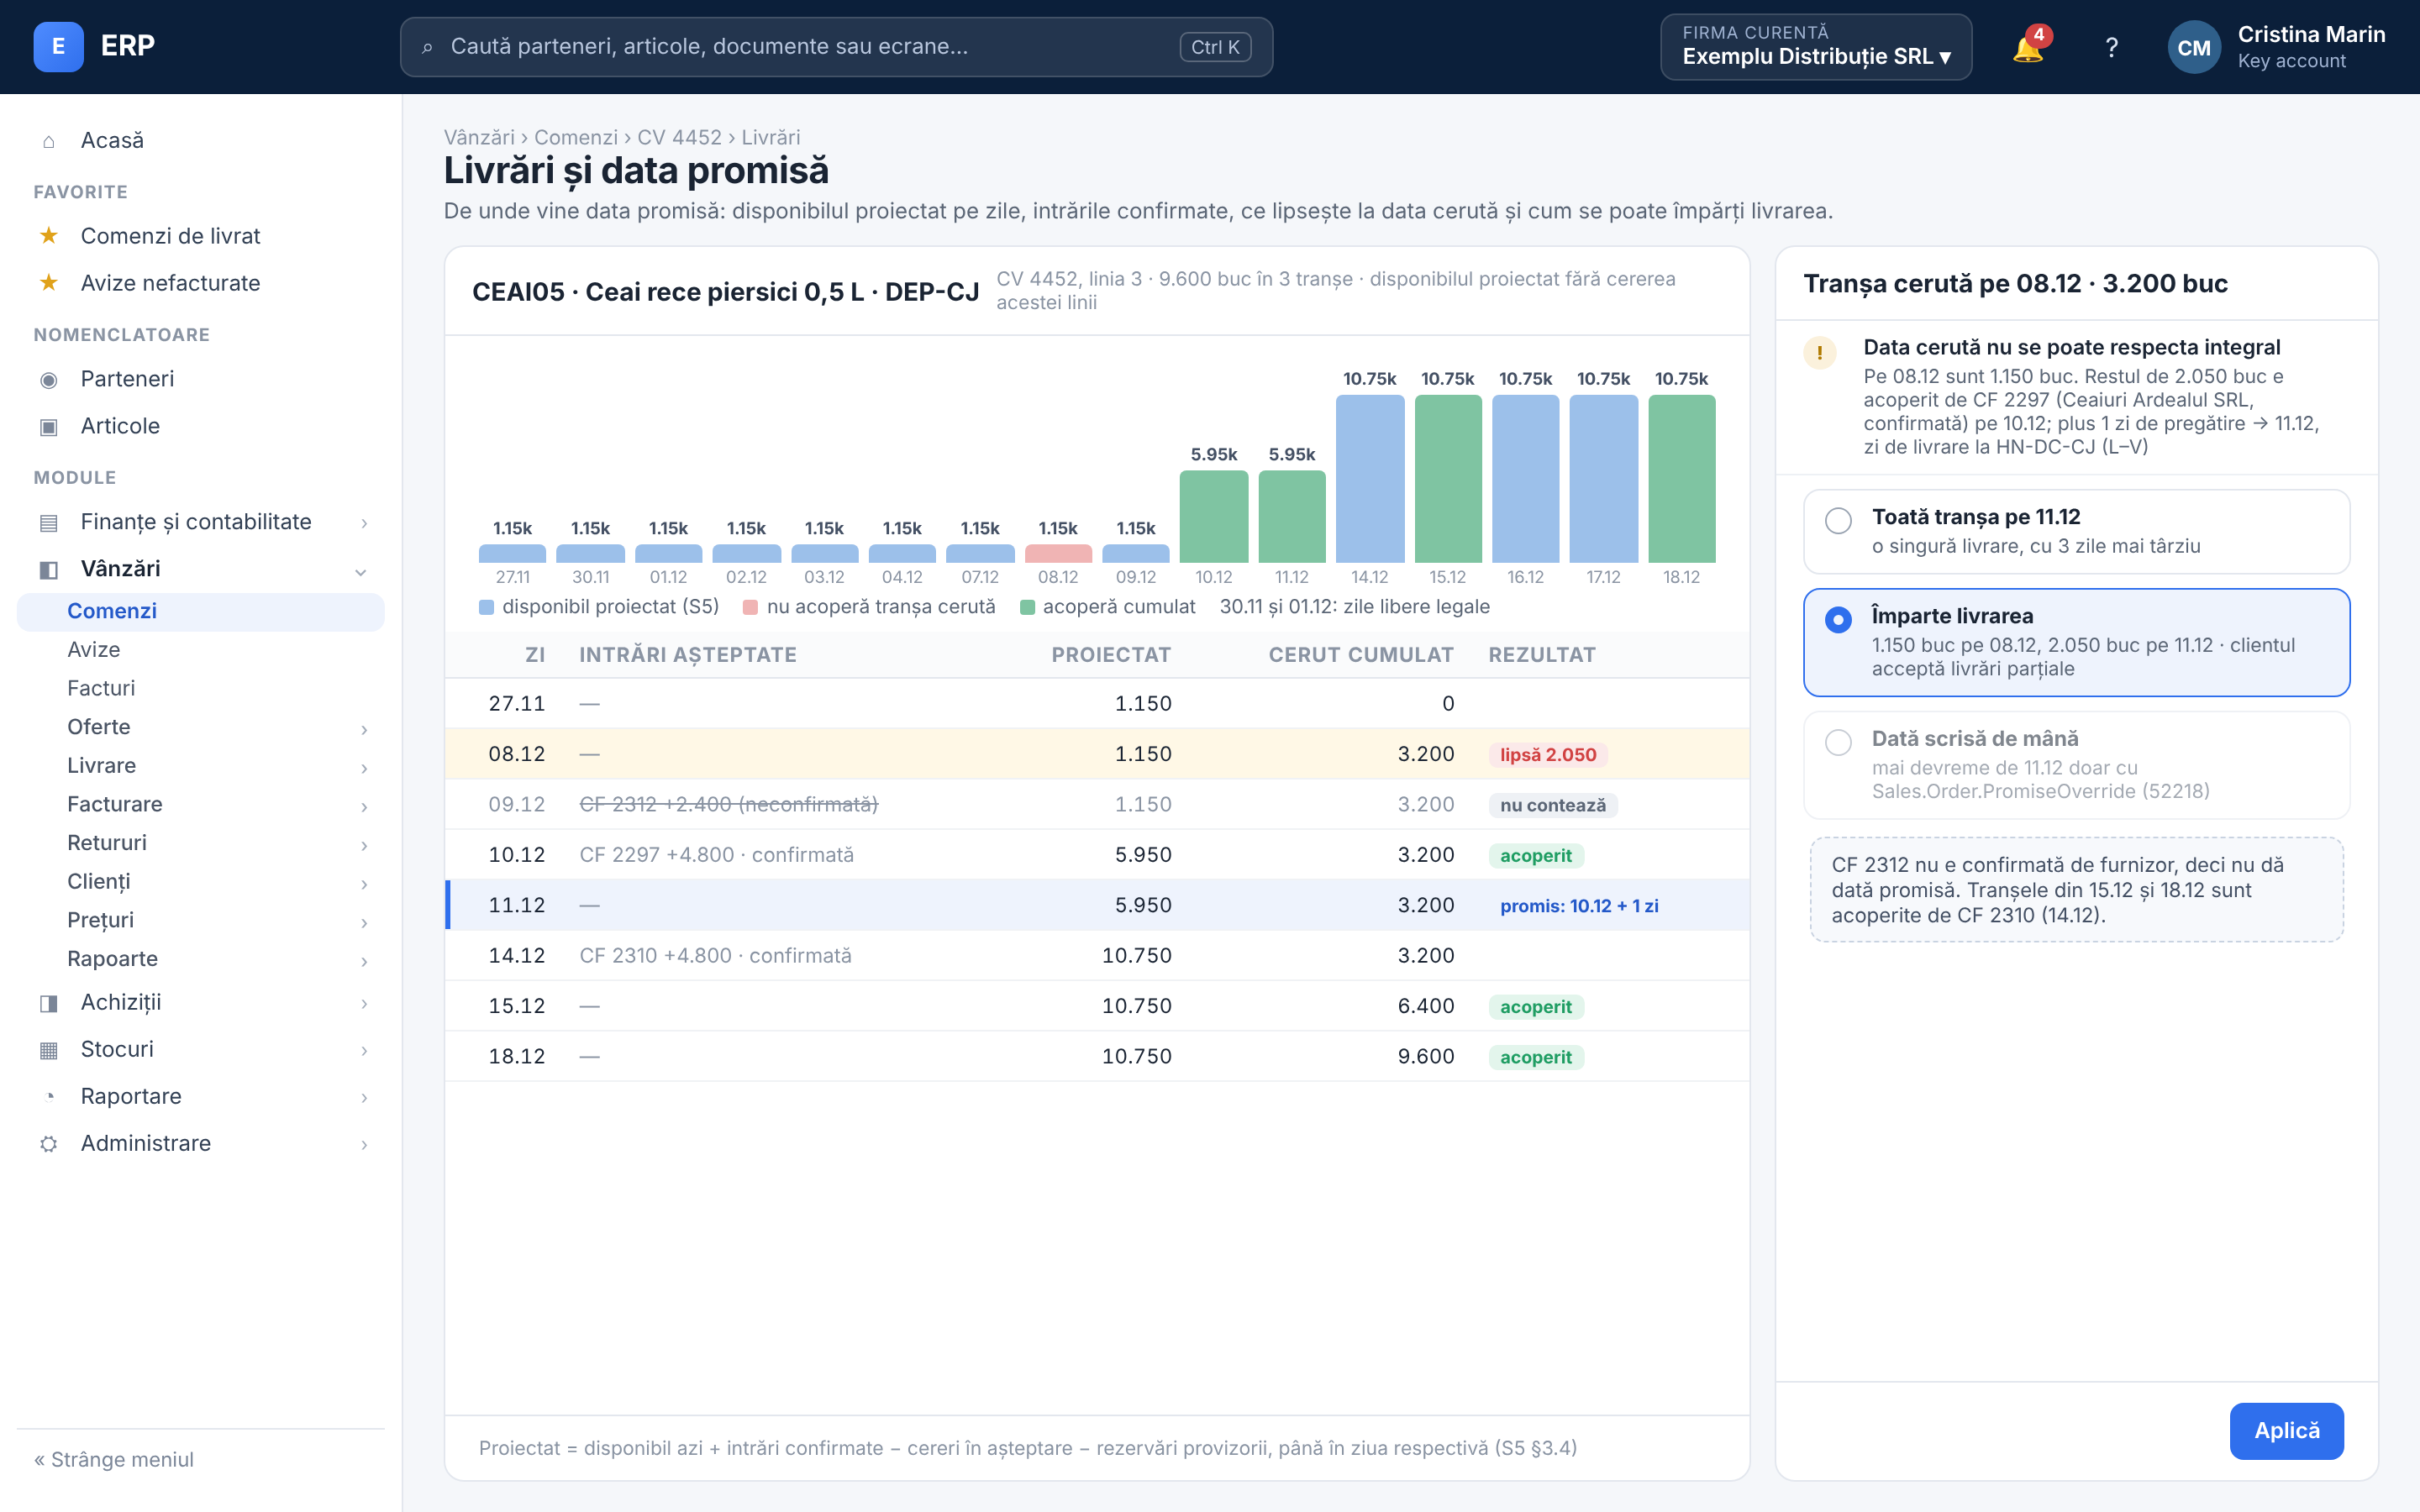 E ERP
Caută parteneri, articole, documente sau ecrane... Ctrl K
FIRMA CURENTĂ
Exemplu Distribuție SRL ▾
4
?
CM
Cristina Marin
Key account
Acasă
FAVORITE
Comenzi de livrat
Avize nefacturate
NOMENCLATOARE
Parteneri
Articole
MODULE
Finanțe și contabilitate
Vânzări
Comenzi
Avize
Facturi
Oferte
Livrare
Facturare
Retururi
Clienți
Prețuri
Rapoarte
Achiziții
Stocuri
Raportare
Administrare
« Strânge meniul
Vânzări › Comenzi › CV 4452 › Livrări
Livrări și data promisă
De unde vine data promisă: disponibilul proiectat pe zile, intrările confirmate, ce lipsește la data cerută și cum se poate împărți livrarea.
CEAI05 · Ceai rece piersici 0,5 L · DEP-CJ
CV 4452, linia 3 · 9.600 buc în 3 tranșe · disponibilul proiectat fără cererea
acestei linii
10.75k 10.75k 10.75k 10.75k 10.75k
5.95k 5.95k
1.15k 1.15k 1.15k 1.15k 1.15k 1.15k 1.15k 1.15k 1.15k
27.11 30.11 01.12 02.12 03.12 04.12 07.12 08.12 09.12 10.12 11.12 14.12 15.12 16.12 17.12 18.12
disponibil proiectat (S5) nu acoperă tranșa cerută acoperă cumulat 30.11 și 01.12: zile libere legale
ZI INTRĂRI AȘTEPTATE PROIECTAT CERUT CUMULAT REZULTAT
27.11 — 1.150 0
08.12 — 1.150 3.200 lipsă 2.050
09.12 CF 2312 +2.400 (neconfirmată) 1.150 3.200 nu contează
10.12 CF 2297 +4.800 · confirmată 5.950 3.200 acoperit
11.12 — 5.950 3.200 promis: 10.12 + 1 zi
14.12 CF 2310 +4.800 · confirmată 10.750 3.200
15.12 — 10.750 6.400 acoperit
18.12 — 10.750 9.600 acoperit
Proiectat = disponibil azi + intrări confirmate − cereri în așteptare − rezervări provizorii, până în ziua respectivă (S5 §3.4)
Tranșa cerută pe 08.12 · 3.200 buc
!
Data cerută nu se poate respecta integral
Pe 08.12 sunt 1.150 buc. Restul de 2.050 buc e
acoperit de CF 2297 (Ceaiuri Ardealul SRL,
confirmată) pe 10.12; plus 1 zi de pregătire → 11.12,
zi de livrare la HN-DC-CJ (L–V)
Toată tranșa pe 11.12
o singură livrare, cu 3 zile mai târziu
Împarte livrarea
1.150 buc pe 08.12, 2.050 buc pe 11.12 · clientul
acceptă livrări parțiale
Dată scrisă de mână
mai devreme de 11.12 doar cu
Sales.Order.PromiseOverride (52218)
CF 2312 nu e confirmată de furnizor, deci nu dă
dată promisă. Tranșele din 15.12 și 18.12 sunt
acoperite de CF 2310 (14.12).
Aplică